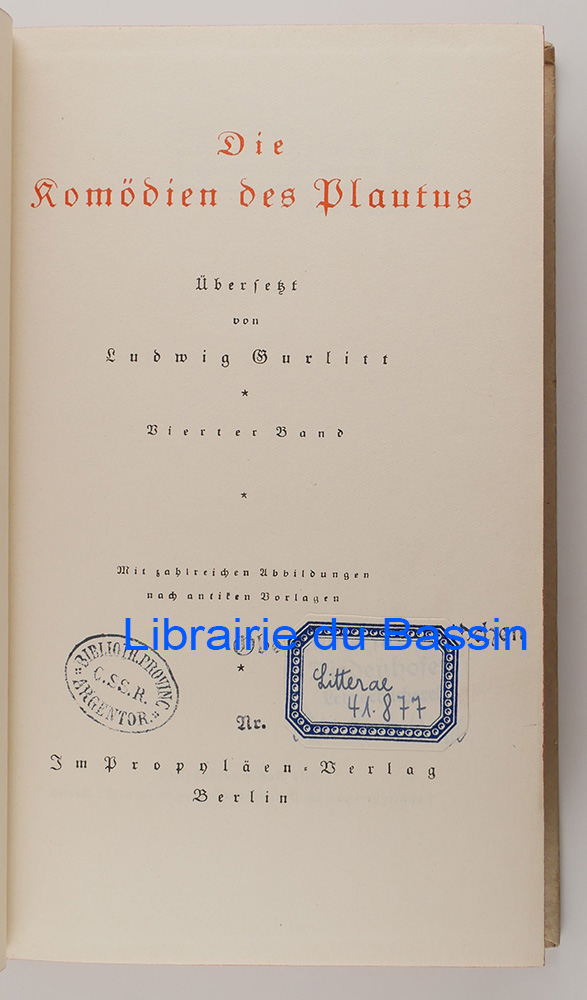 Die
Komödien des Plautus
Übersetzt
von
Ludwig Gurlitt
*
Vierter Band
*
Mit zahlreichen Abbildungen
nach antiken Vorlagen
Librairie du Bassin
*
BIBLIOTH. PROVINC.
C.S.S.R.
ARGENTOR.
Litterae
41.877
Nr.
Im Propyläen-Verlag
Berlin